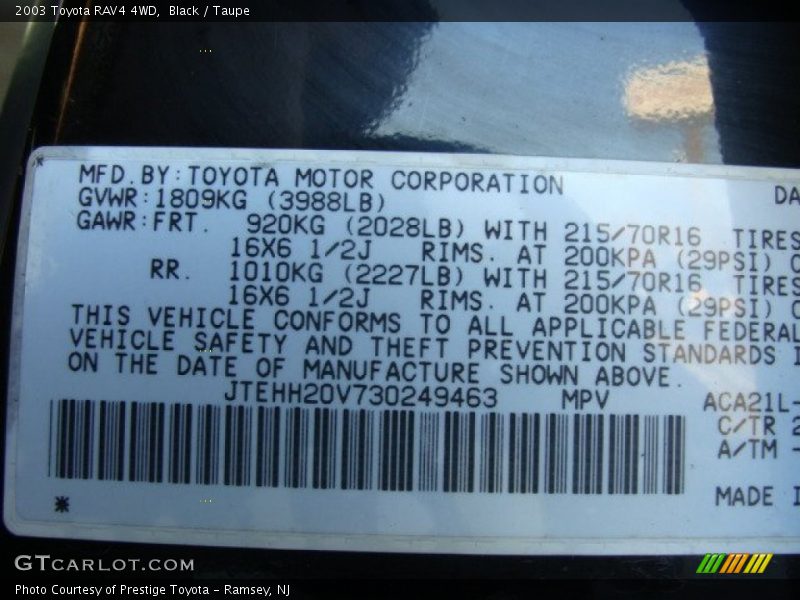 2003 Toyota RAV4 4WD, Black / Taupe
MFD.BY:TOYOTA MOTOR CORPORATION
GVWR:1809KG (3988LB)
GAWR:FRT. 920KG (2028LB) WITH 215/70R16 TIRES
16X6 1/2J RIMS. AT 200KPA (29PSI)
RR. 1010KG (2227LB) WITH 215/70R16 TIRES
16X6 1/2J RIMS. AT 200KPA (29PSI)
THIS VEHICLE CONFORMS TO ALL APPLICABLE FEDERAL
VEHICLE SAFETY AND THEFT PREVENTION STANDARDS
ON THE DATE OF MANUFACTURE SHOWN ABOVE.
JTEHH20V730249463 MPV ACA21L-
C/TR 2
A/TM -
MADE
GTCARLOT.COM
Photo Courtesy of Prestige Toyota - Ramsey, NJ